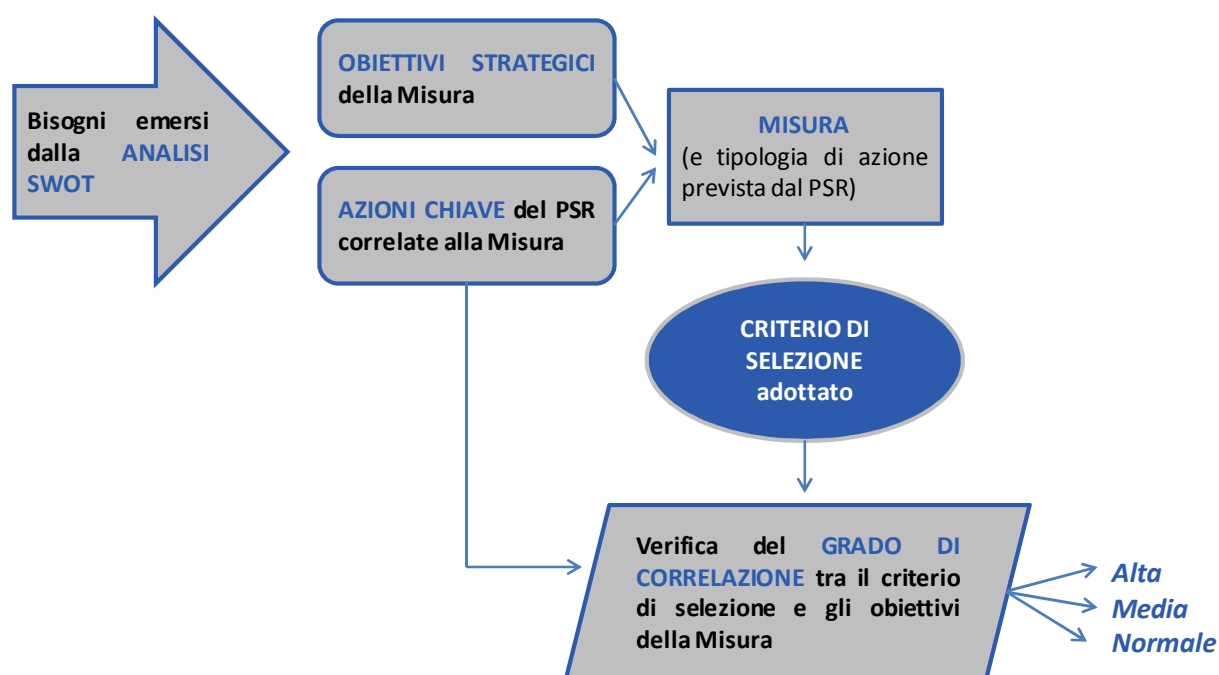 Bisogni emersi
dalla ANALISI
SWOT
OBIETTIVI STRATEGICI
della Misura
AZIONI CHIAVE del PSR
correlate alla Misura
MISURA
(e tipologia di azione
prevista dal PSR)
CRITERIO DI
SELEZIONE
adottato
Verifica del GRADO DI
CORRELAZIONE tra il criterio
di selezione e gli obiettivi
della Misura
Alta
Media
Normale